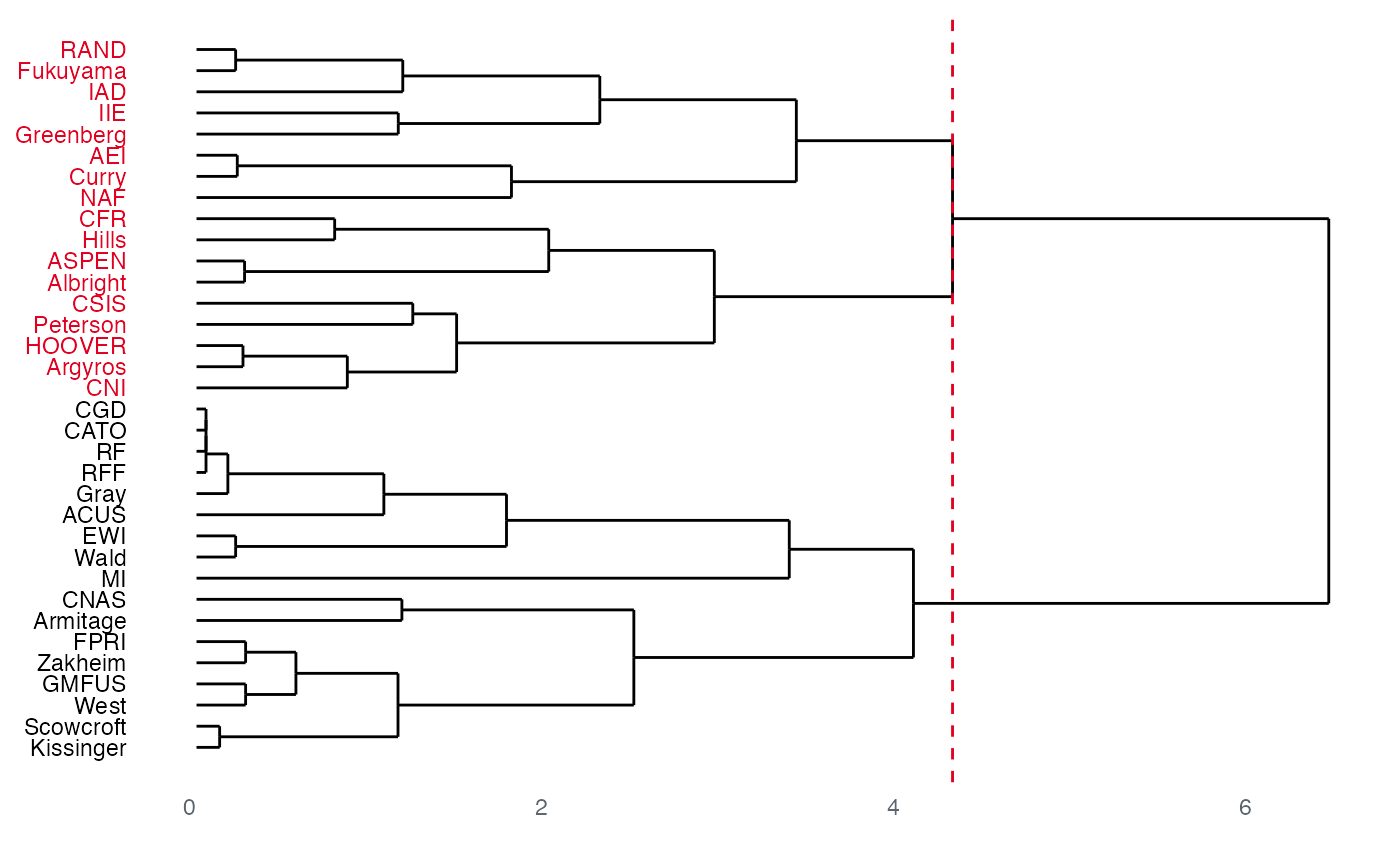 RAND
Fukuyama
IAD
IIE
Greenberg
AEI
Curry
NAF
CFR
Hills
ASPEN
Albright
CSIS
Peterson
HOOVER
Argyros
CNI
CGD
CATO
RF
RFF
Gray
ACUS
EWI
Wald
MI
CNAS
Armitage
FPRI
Zakheim
GMFUS
West
Scowcroft
Kissinger
0 2 4 6